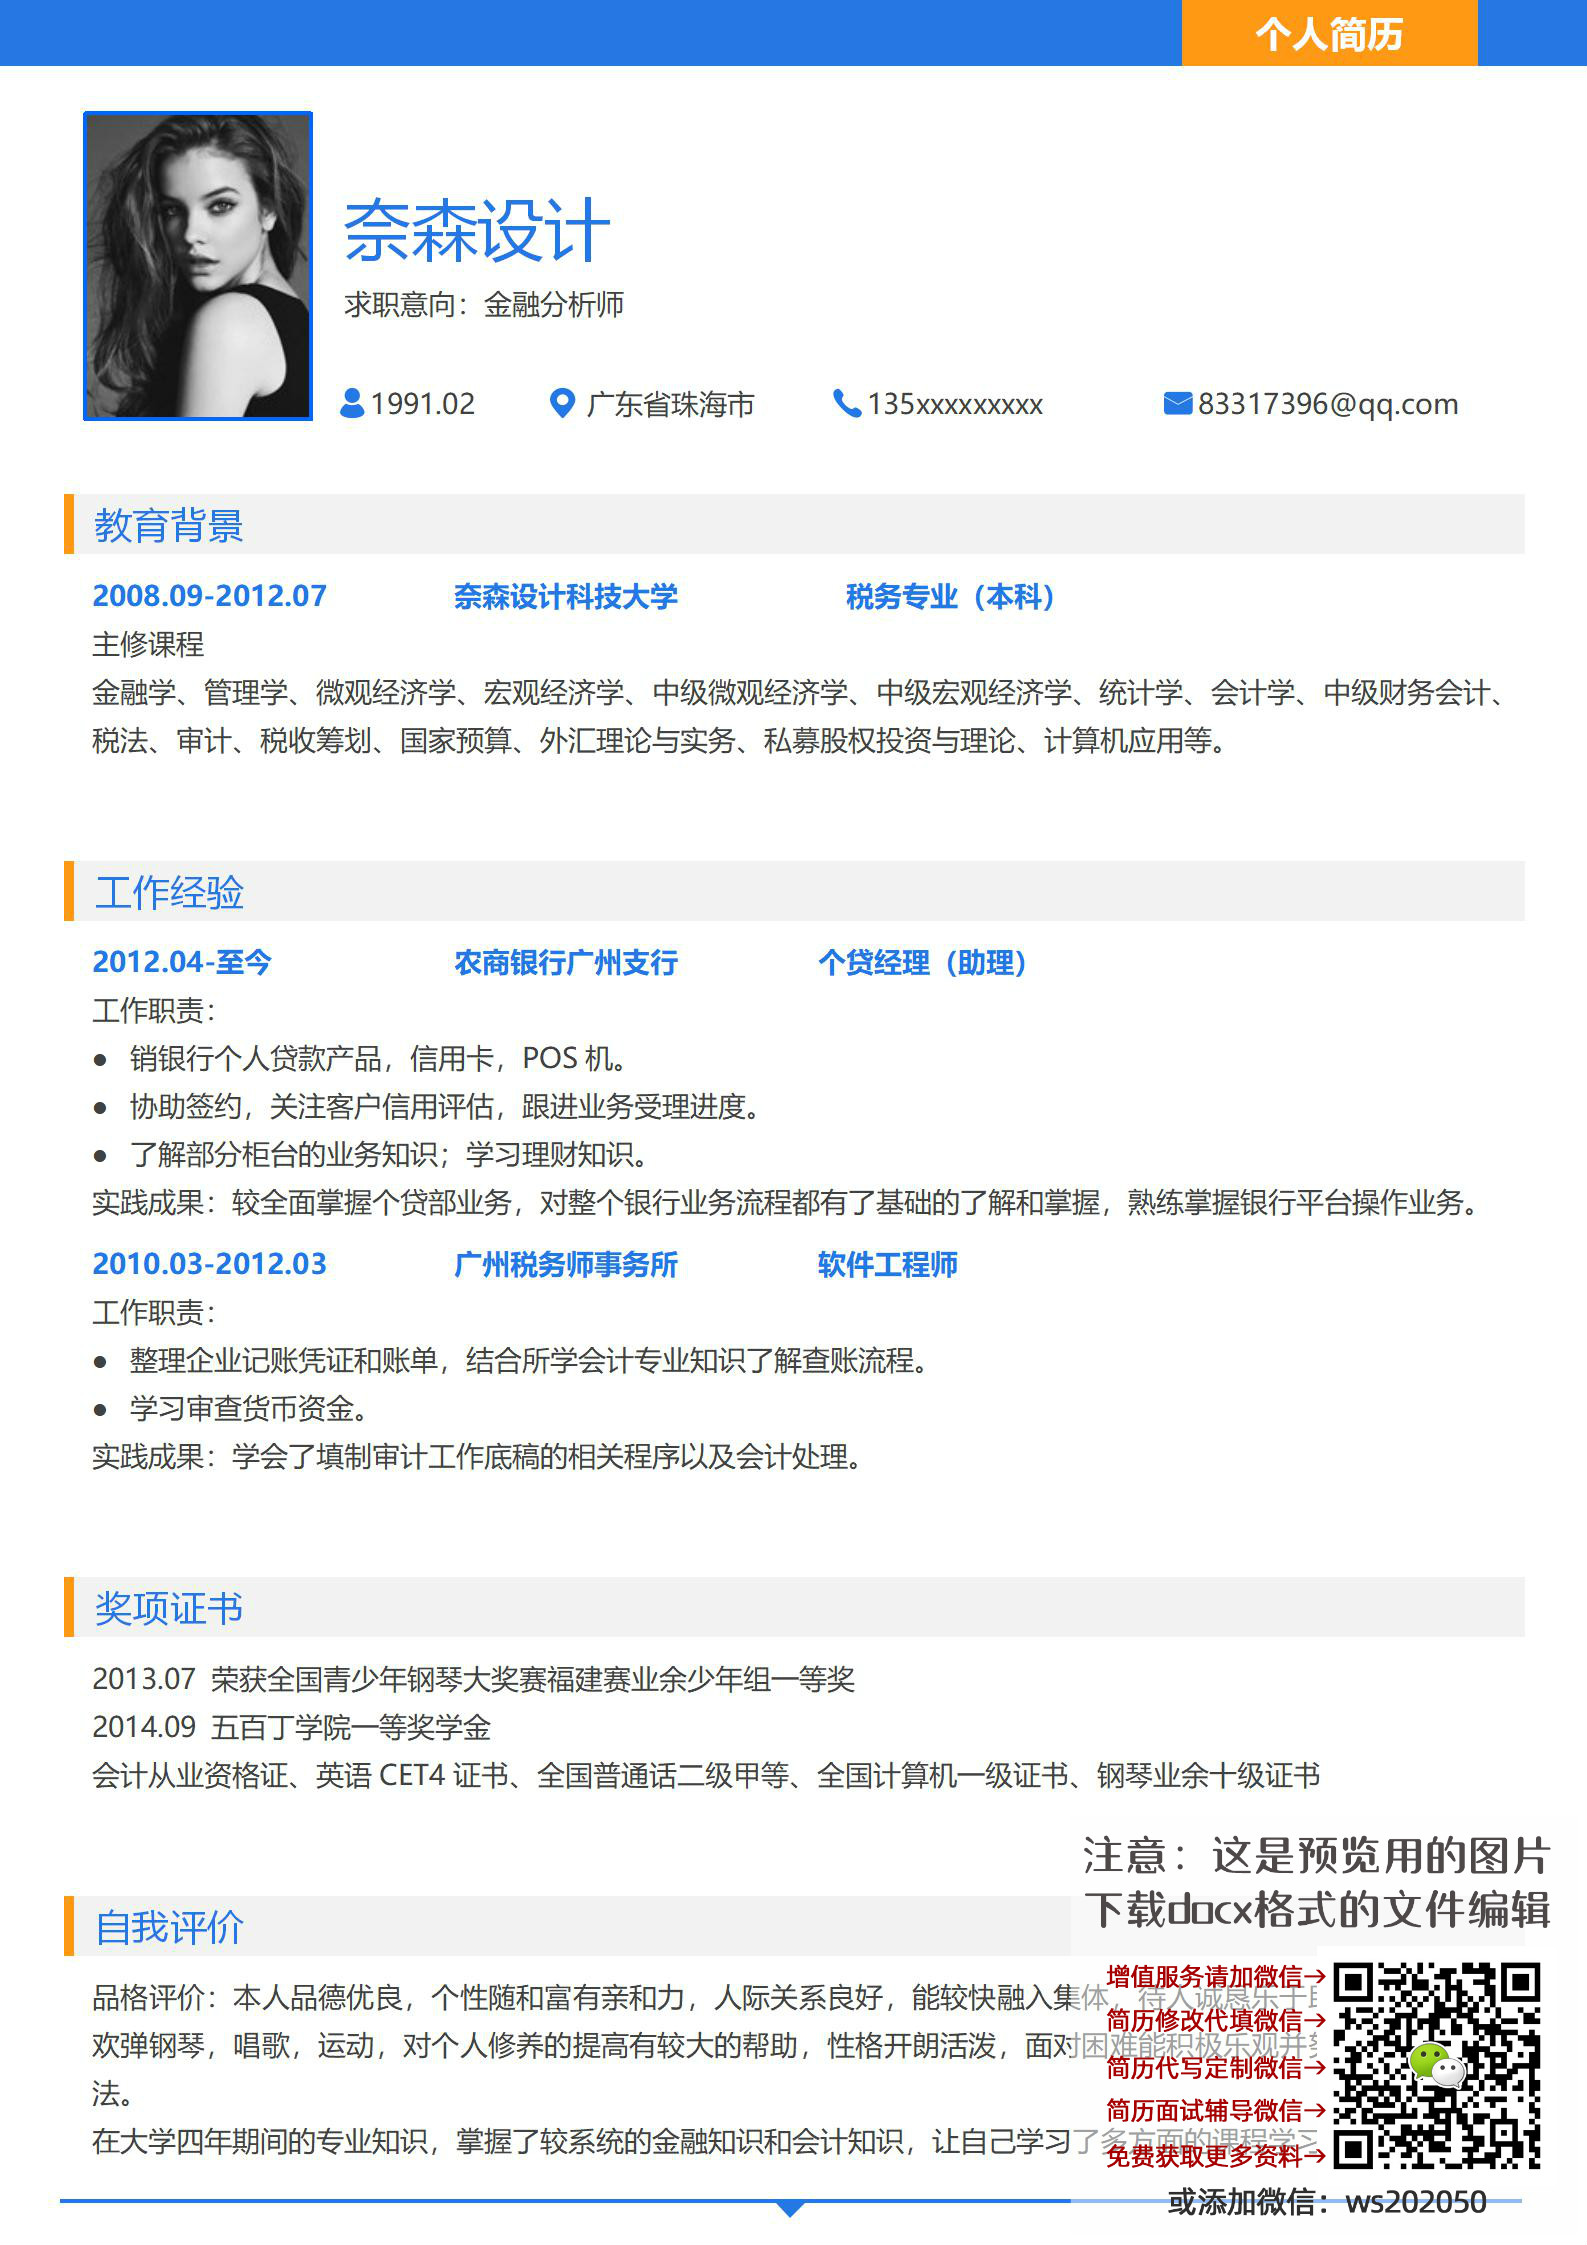 个人简历
奈森设计
求职意向：金融分析师
1991.02 广东省珠海市 135xxxxxxxxx 83317396@qq.com
教育背景
2008.09-2012.07 奈森设计科技大学 税务专业（本科）
主修课程
金融学、管理学、微观经济学、宏观经济学、中级微观经济学、中级宏观经济学、统计学、会计学、中级财务会计、
税法、审计、税收筹划、国家预算、外汇理论与实务、私募股权投资与理论、计算机应用等。
工作经验
2012.04-至今 农商银行广州支行 个贷经理（助理）
工作职责：
● 销银行个人贷款产品，信用卡，POS 机。
● 协助签约，关注客户信用评估，跟进业务受理进度。
● 了解部分柜台的业务知识；学习理财知识。
实践成果：较全面掌握个贷部业务，对整个银行业务流程都有了基础的了解和掌握，熟练掌握银行平台操作业务。
2010.03-2012.03 广州税务师事务所 软件工程师
工作职责：
● 整理企业记账凭证和账单，结合所学会计专业知识了解查账流程。
● 学习审查货币资金。
实践成果：学会了填制审计工作底稿的相关程序以及会计处理。
奖项证书
2013.07 荣获全国青少年钢琴大奖赛福建赛业余少年组一等奖
2014.09 五百丁学院一等奖学金
会计从业资格证、英语 CET4 证书、全国普通话二级甲等、全国计算机一级证书、钢琴业余十级证书
自我评价
品格评价：本人品德优良，个性随和富有亲和力，人际关系良好，能较快融入集体，待人诚恳乐于
欢弹钢琴，唱歌，运动，对个人修养的提高有较大的帮助，性格开朗活泼，面对困难能积极乐观并
法。
在大学四年期间的专业知识，掌握了较系统的金融知识和会计知识，让自己学习了多方面的课程学习
注意：这是预览用的图片
下载docx格式的文件编辑
增值服务请加微信→
简历修改代填微信→
简历代写定制微信→
简历面试辅导微信→
免费获取更多资料→
或添加微信：ws202050